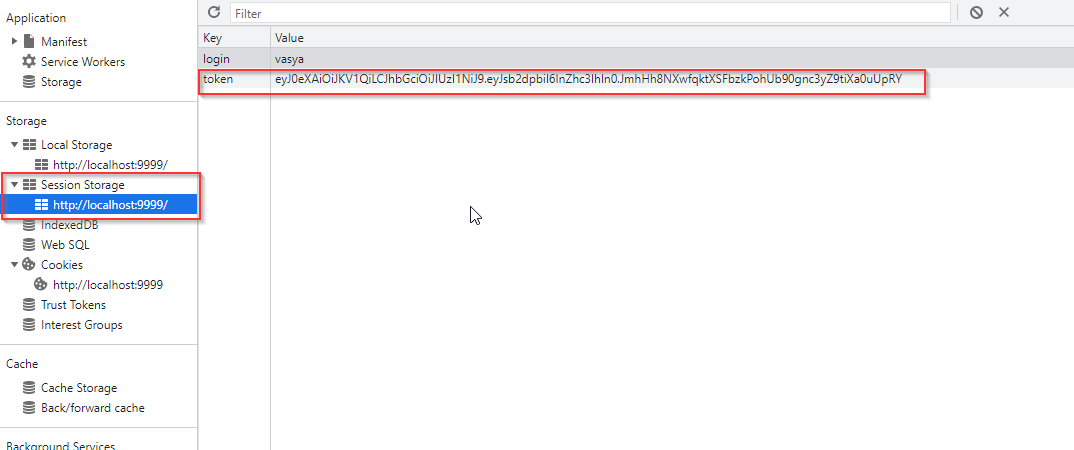 Application
Manifest
Service Workers
Storage
Storage
Local Storage
http://localhost:9999/
Session Storage
http://localhost:9999/
IndexedDB
Web SQL
Cookies
http://localhost:9999
Trust Tokens
Interest Groups
Cache
Cache Storage
Back/forward cache
Background Services
Filter
Key Value
login vasya
token eyJ0eXAiOiJKV1QiLCJhbGciOiJIUzI1NiJ9.eyJsb2dpbiI6InZhc3lhIn0.JmhHh8NXwfqktXSFbzkPohUb90gnc3yZ9tiXa0uUpRY